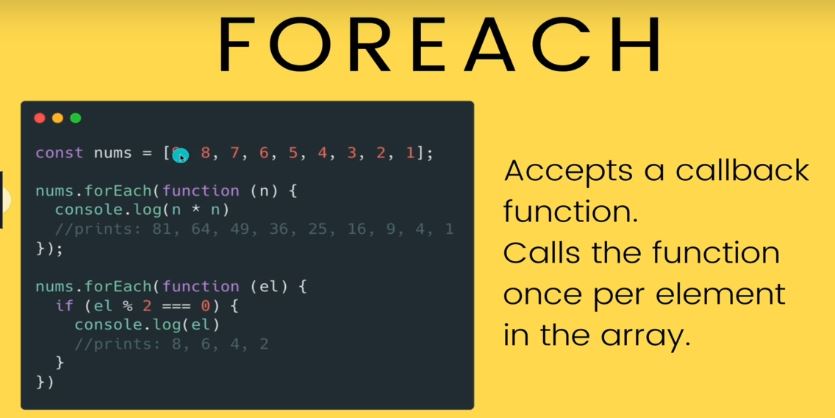 FOREACH
const nums = [ 8, 7, 6, 5, 4, 3, 2, 1];
nums.forEach(function (n) {
  console.log(n * n)
  //prints: 81, 64, 49, 36, 25, 16, 9, 4, 1
});
nums.forEach(function (el) {
  if (el % 2 === 0) {
    console.log(el)
    //prints: 8, 6, 4, 2
  }
})
Accepts a callback
function.
Calls the function
once per element
in the array.